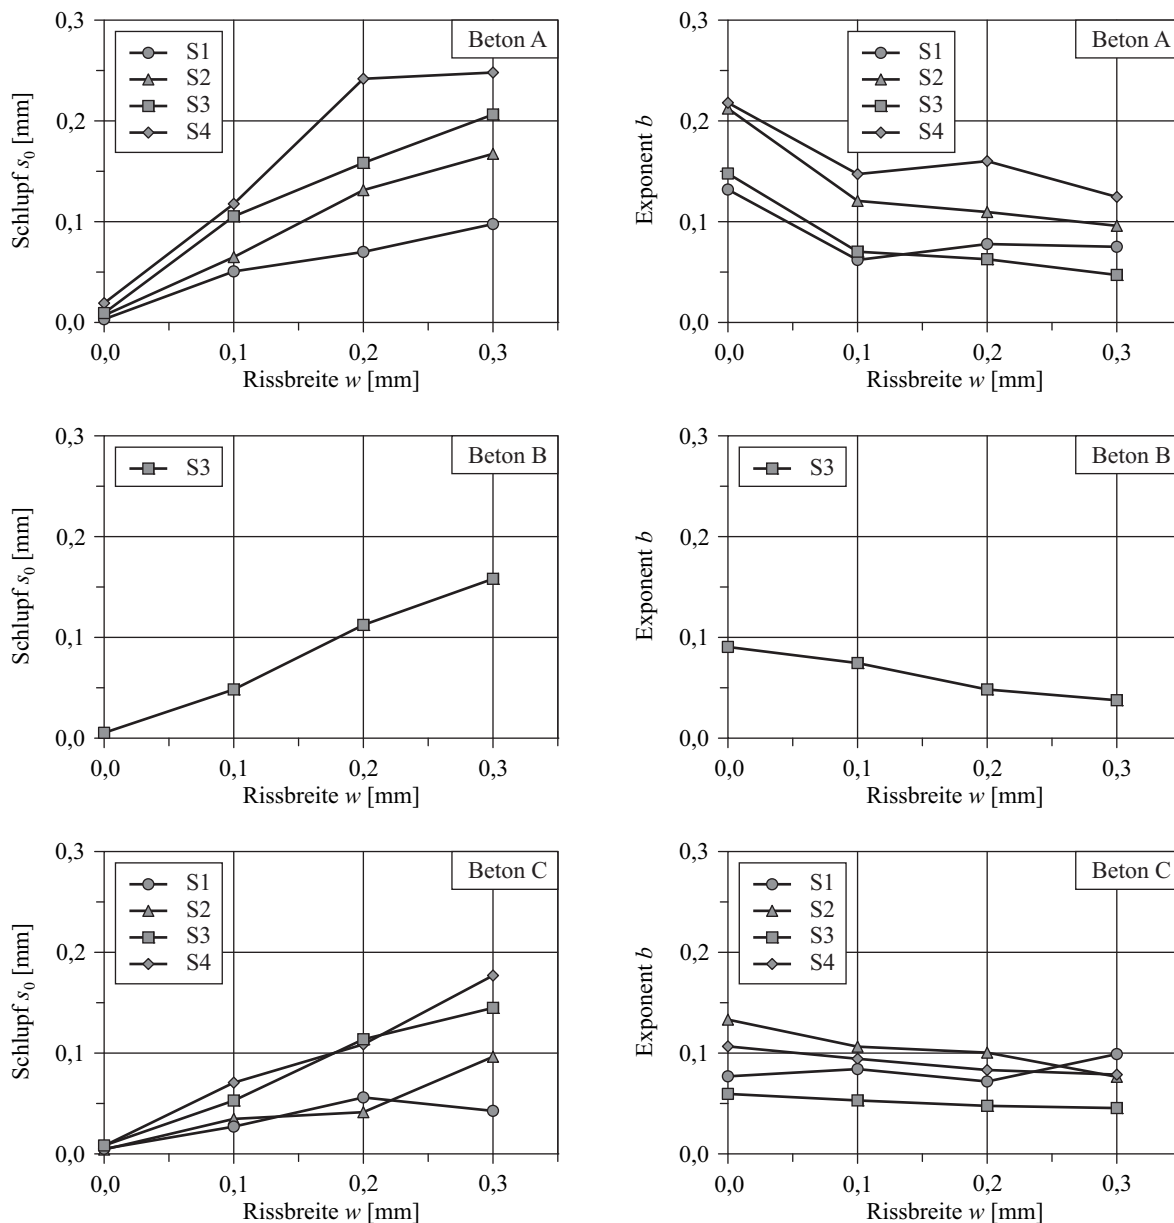 Schlupf s₀ [mm]
0,3
0,2
0,1
0,0
S1
S2
S3
S4
Beton A
0,0 0,1 0,2 0,3
Rissbreite w [mm]
Exponent b
0,3
0,2
0,1
0,0
S1
S2
S3
S4
Beton A
0,0 0,1 0,2 0,3
Rissbreite w [mm]
Schlupf s₀ [mm]
0,3
0,2
0,1
0,0
S3
Beton B
0,0 0,1 0,2 0,3
Rissbreite w [mm]
Exponent b
0,3
0,2
0,1
0,0
S3
Beton B
0,0 0,1 0,2 0,3
Rissbreite w [mm]
Schlupf s₀ [mm]
0,3
0,2
0,1
0,0
S1
S2
S3
S4
Beton C
0,0 0,1 0,2 0,3
Rissbreite w [mm]
Exponent b
0,3
0,2
0,1
0,0
S1
S2
S3
S4
Beton C
0,0 0,1 0,2 0,3
Rissbreite w [mm]